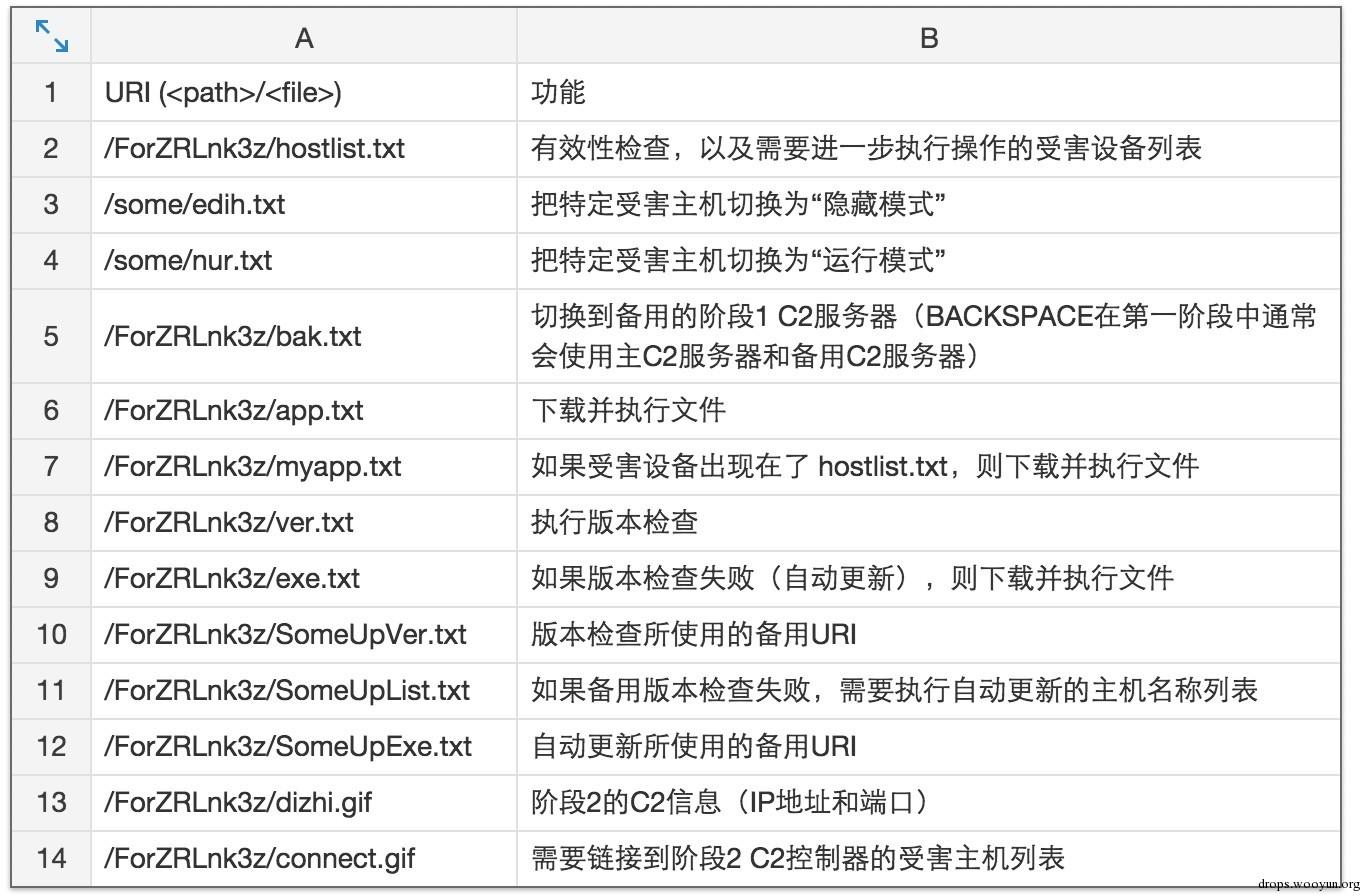 A B
1 URI (<path>/<file>) 功能
2 /ForZRLnk3z/hostlist.txt 有效性检查，以及需要进一步执行操作的受害设备列表
3 /some/edih.txt 把特定受害主机切换为“隐藏模式”
4 /some/nur.txt 把特定受害主机切换为“运行模式”
5 /ForZRLnk3z/bak.txt 切换到备用的阶段1 C2服务器（BACKSPACE在第一阶段中通常
会使用主C2服务器和备用C2服务器）
6 /ForZRLnk3z/app.txt 下载并执行文件
7 /ForZRLnk3z/myapp.txt 如果受害设备出现在了 hostlist.txt，则下载并执行文件
8 /ForZRLnk3z/ver.txt 执行版本检查
9 /ForZRLnk3z/exe.txt 如果版本检查失败（自动更新），则下载并执行文件
10 /ForZRLnk3z/SomeUpVer.txt 版本检查所使用的备用URI
11 /ForZRLnk3z/SomeUpList.txt 如果备用版本检查失败，需要执行自动更新的主机名称列表
12 /ForZRLnk3z/SomeUpExe.txt 自动更新所使用的备用URI
13 /ForZRLnk3z/dizhi.gif 阶段2的C2信息（IP地址和端口）
14 /ForZRLnk3z/connect.gif 需要链接到阶段2 C2控制器的受害主机列表
drops.wooyun.org